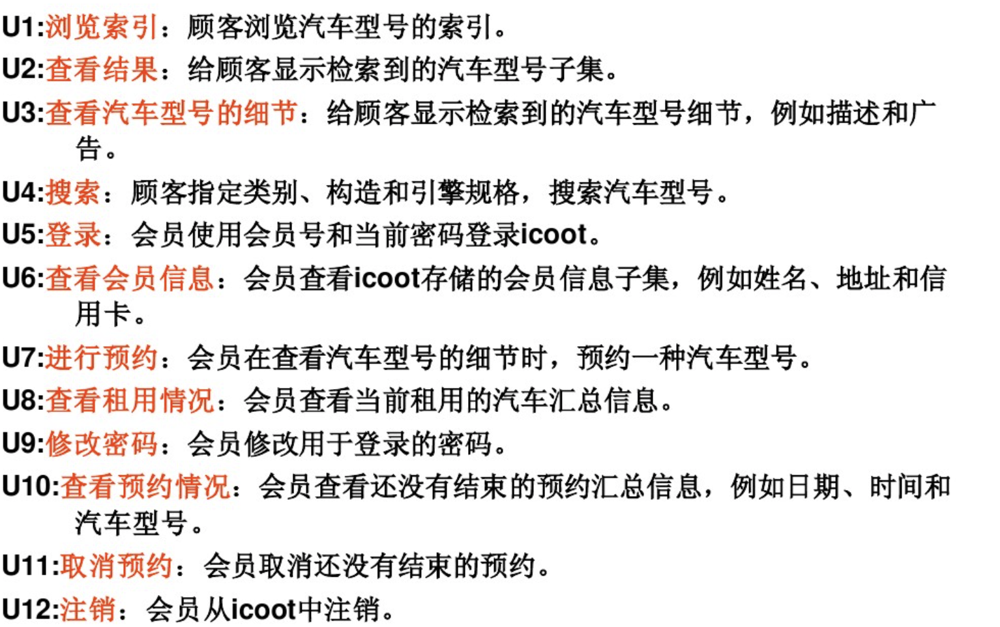 U1:浏览索引：顾客浏览汽车型号的索引。
U2:查看结果：给顾客显示检索到的汽车型号子集。
U3:查看汽车型号的细节：给顾客显示检索到的汽车型号细节，例如描述和广
告。
U4:搜索：顾客指定类别、构造和引擎规格，搜索汽车型号。
U5:登录：会员使用会员号和当前密码登录icoot。
U6:查看会员信息：会员查看icoot存储的会员信息子集，例如姓名、地址和信
用卡。
U7:进行预约：会员在查看汽车型号的细节时，预约一种汽车型号。
U8:查看租用情况：会员查看当前租用的汽车汇总信息。
U9:修改密码：会员修改用于登录的密码。
U10:查看预约情况：会员查看还没有结束的预约汇总信息，例如日期、时间和
汽车型号。
U11:取消预约：会员取消还没有结束的预约。
U12:注销：会员从icoot中注销。